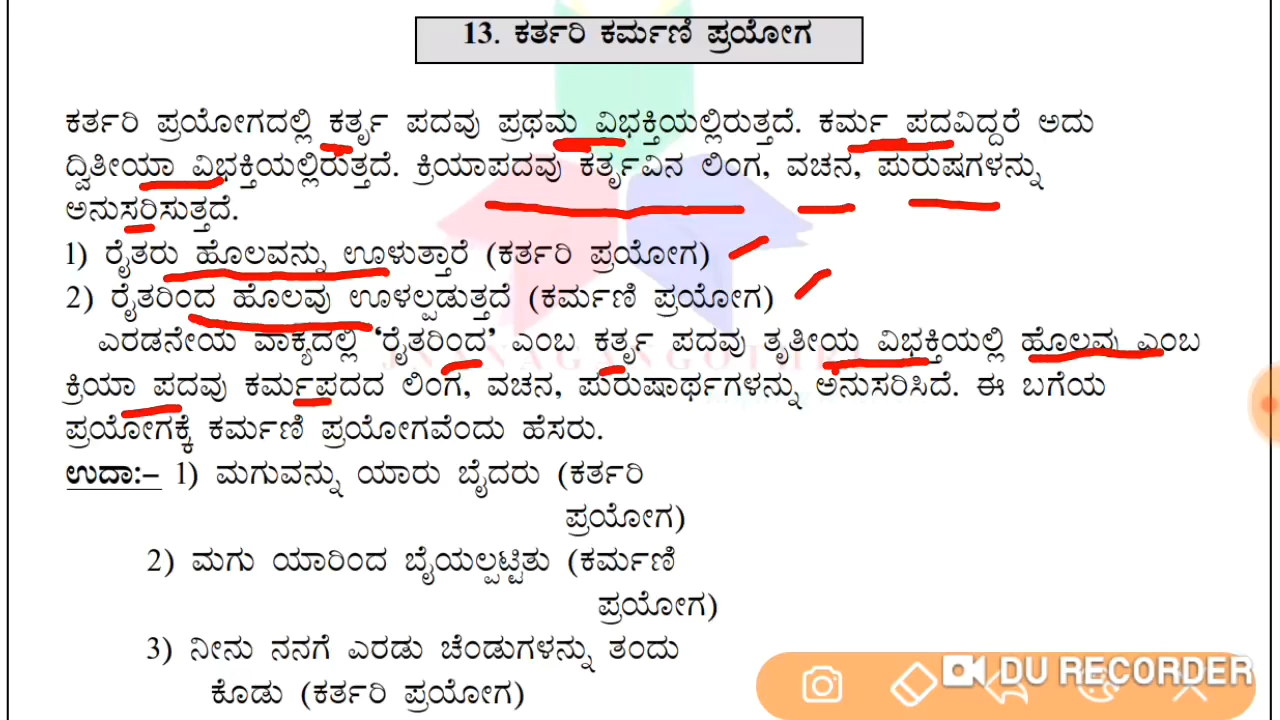 13. ಕರ್ತರಿ ಕರ್ಮಣಿ ಪ್ರಯೋಗ
ಕರ್ತರಿ ಪ್ರಯೋಗದಲ್ಲಿ ಕರ್ತೃ ಪದವು ಪ್ರಥಮ ವಿಭಕ್ತಿಯಲ್ಲಿರುತ್ತದೆ. ಕರ್ಮ ಪದವಿದ್ದರೆ ಅದು
ದ್ವಿತೀಯಾ ವಿಭಕ್ತಿಯಲ್ಲಿರುತ್ತದೆ. ಕ್ರಿಯಾಪದವು ಕರ್ತೃವಿನ ಲಿಂಗ, ವಚನ, ಪುರುಷಗಳನ್ನು
ಅನುಸರಿಸುತ್ತದೆ.
1) ರೈತರು ಹೊಲವನ್ನು ಊಳುತ್ತಾರೆ (ಕರ್ತರಿ ಪ್ರಯೋಗ)
2) ರೈತರಿಂದ ಹೊಲವು ಊಳಲ್ಪಡುತ್ತದೆ (ಕರ್ಮಣಿ ಪ್ರಯೋಗ)
ಎರಡನೇಯ ವಾಕ್ಯದಲ್ಲಿ ‘ರೈತರಿಂದ’ ಎಂಬ ಕರ್ತೃ ಪದವು ತೃತೀಯ ವಿಭಕ್ತಿಯಲ್ಲಿ ಹೊಲವು ಎಂಬ
ಕ್ರಿಯಾ ಪದವು ಕರ್ಮಪದದ ಲಿಂಗ, ವಚನ, ಪುರುಷಾರ್ಥಗಳನ್ನು ಅನುಸರಿಸಿದೆ. ಈ ಬಗೆಯ
ಪ್ರಯೋಗಕ್ಕೆ ಕರ್ಮಣಿ ಪ್ರಯೋಗವೆಂದು ಹೆಸರು.
ಉದಾ:– 1) ಮಗುವನ್ನು ಯಾರು ಬೈದರು (ಕರ್ತರಿ
ಪ್ರಯೋಗ)
2) ಮಗು ಯಾರಿಂದ ಬೈಯಲ್ಪಟ್ಟಿತು (ಕರ್ಮಣಿ
ಪ್ರಯೋಗ)
3) ನೀನು ನನಗೆ ಎರಡು ಚೆಂಡುಗಳನ್ನು ತಂದು
ಕೊಡು (ಕರ್ತರಿ ಪ್ರಯೋಗ)
DU RECORDER